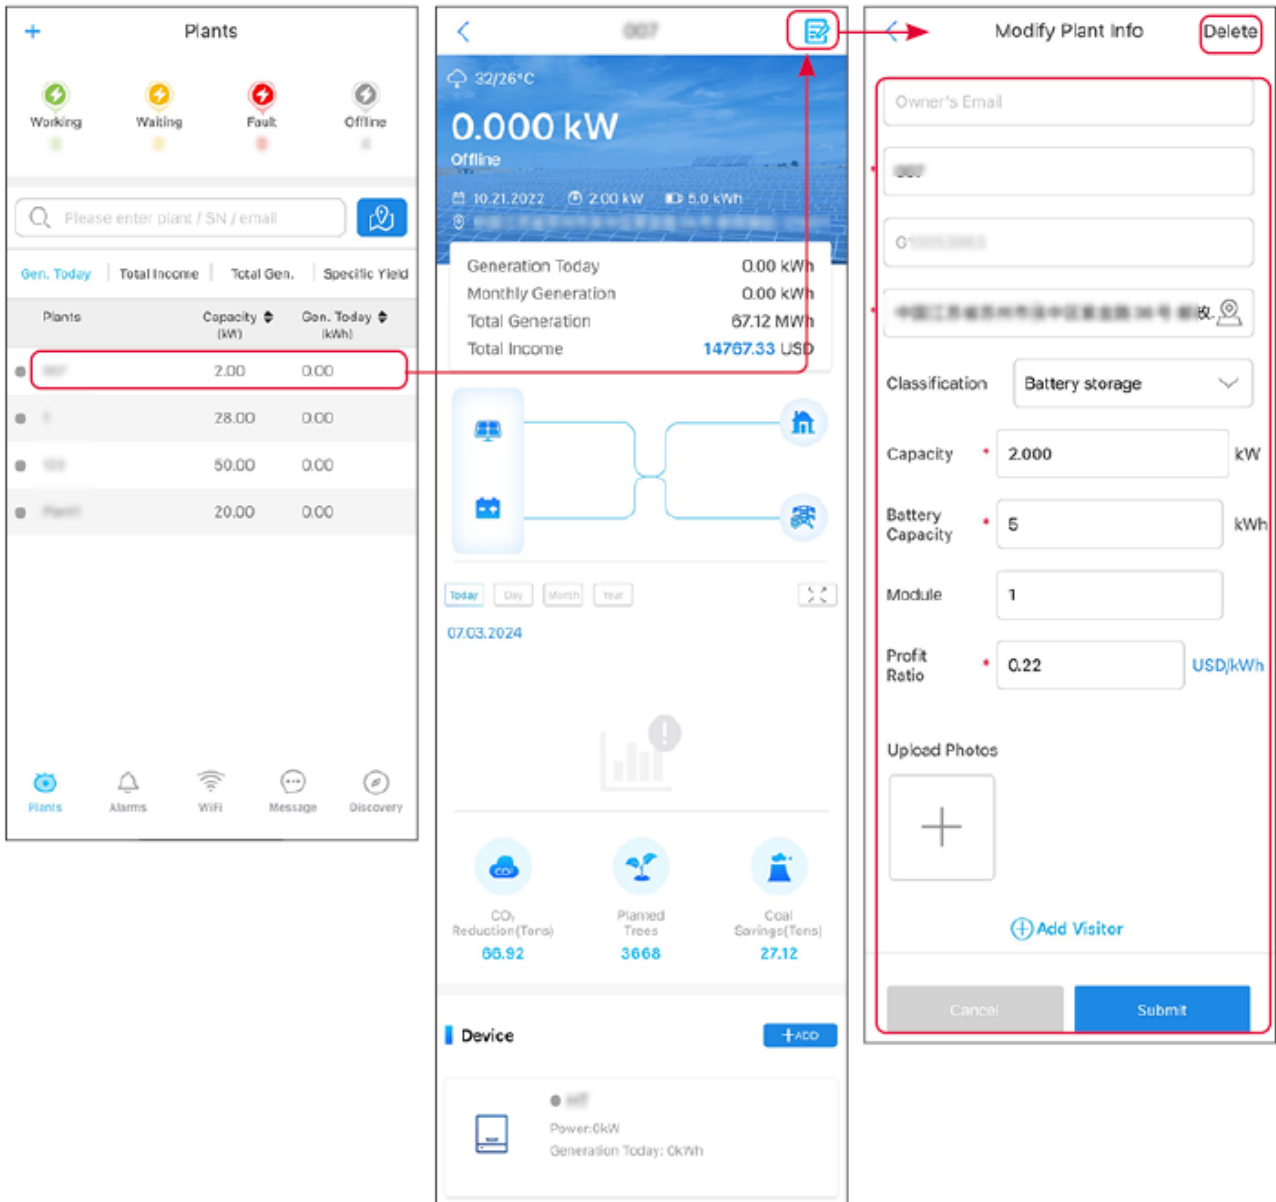 Plants
Working
Waiting
Fault
Offline
Please enter plant / SN / email
Gen. Today
Total Income
Total Gen.
Specific Yield
Plants
Capacity
(kW)
Gen. Today
(kWh)
2.00
0.00
28.00
0.00
50.00
0.00
20.00
0.00
Plants
Alarms
WiFi
Message
Discovery
007
32/26°C
0.000 kW
Offline
10.21.2022
2.00 kW
5.0 kWh
Generation Today
0.00 kWh
Monthly Generation
0.00 kWh
Total Generation
67.12 MWh
Total Income
14767.33 USD
Today
Day
Month
Year
07.03.2024
CO₂
CO₂
Reduction(Tons)
66.92
Planted
Trees
3668
Coal
Savings(Tons)
27.12
Device
+ADD
Power:0kW
Generation Today: 0kWh
Modify Plant Info
Delete
Owner's Email
* 007
*
Classification
Battery storage
Capacity
* 2.000
kW
Battery
Capacity
* 5
kWh
Module
1
Profit
Ratio
* 0.22
USD/kWh
Upload Photos
Add Visitor
Cancel
Submit